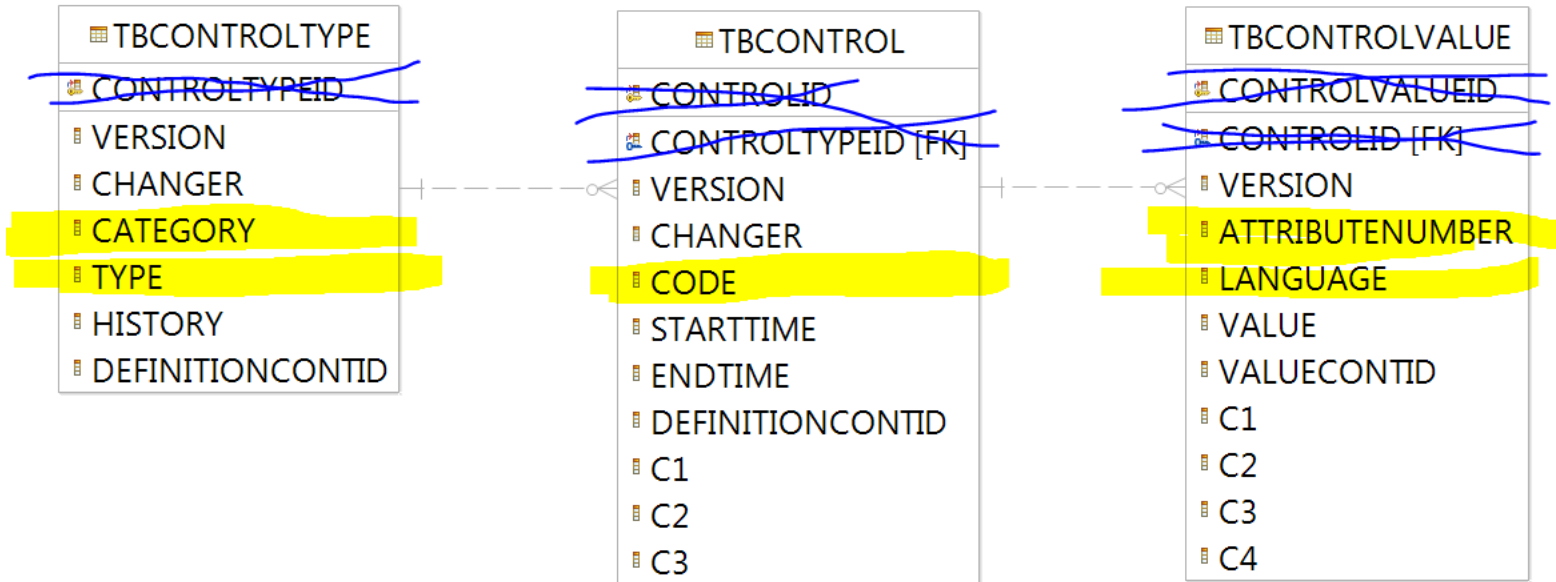 TBCONTROLTYPE
CONTROLTYPEID
VERSION
CHANGER
CATEGORY
TYPE
HISTORY
DEFINITIONCONTID
TBCONTROL
CONTROLID
CONTROLTYPEID [FK]
VERSION
CHANGER
CODE
STARTTIME
ENDTIME
DEFINITIONCONTID
C1
C2
C3
TBCONTROLVALUE
CONTROLVALUEID
CONTROLID [FK]
VERSION
ATTRIBUTENUMBER
LANGUAGE
VALUE
VALUECONTID
C1
C2
C3
C4